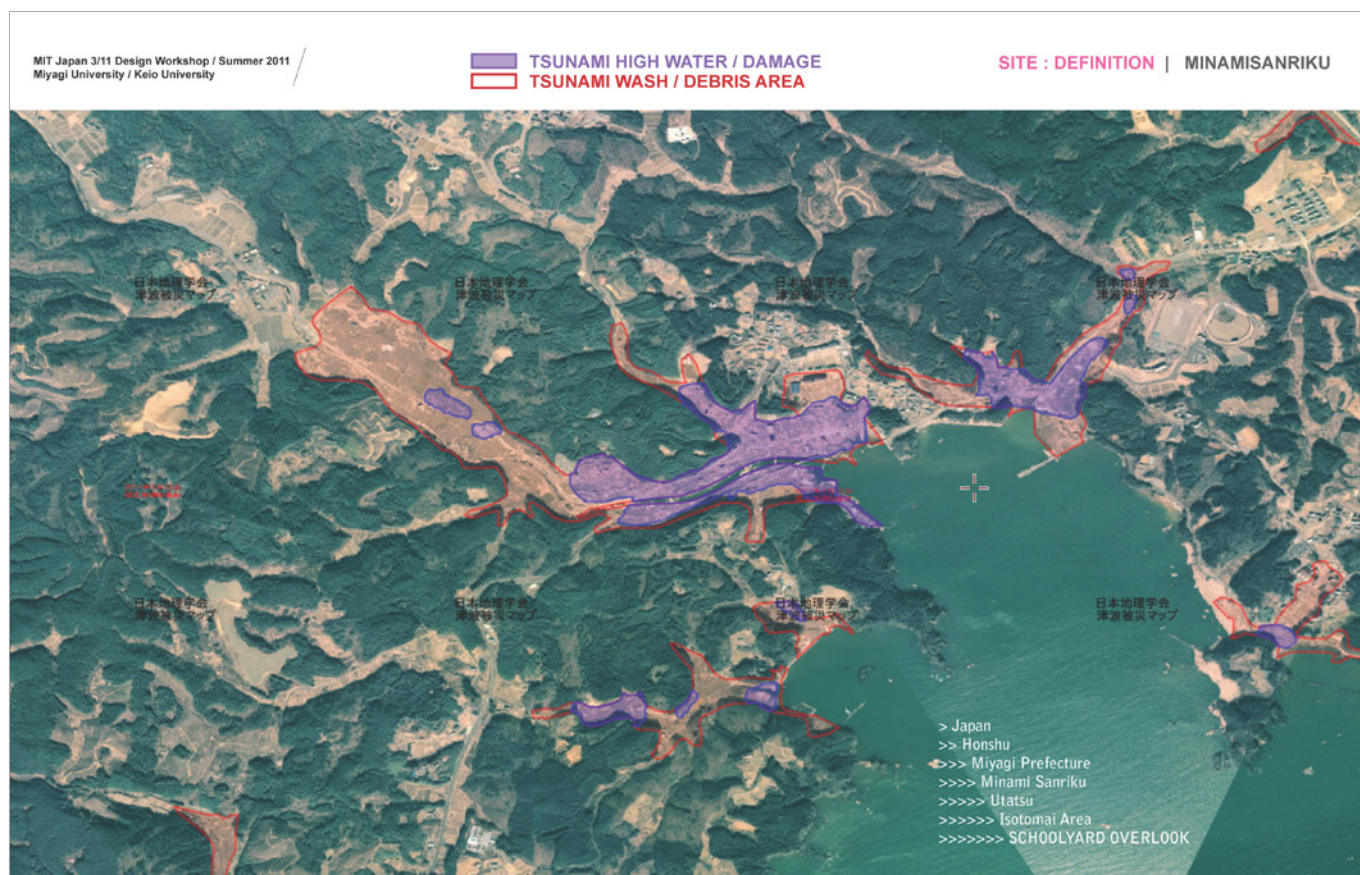 MIT Japan 3/11 Design Workshop / Summer 2011
Miyagi University / Keio University
TSUNAMI HIGH WATER / DAMAGE
TSUNAMI WASH / DEBRIS AREA
SITE : DEFINITION | MINAMISANRIKU
日本地理学会
津波被災マップ
日本地理学会
津波被災マップ
日本地理学会
津波被災マップ
日本地理学会
津波被災マップ
日本地理学会
津波被災マップ
日本地理学会
津波被災マップ
日本地理学会
津波被災マップ
日本地理学会
津波被災マップ
> Japan
>> Honshu
>>> Miyagi Prefecture
>>>> Minami Sanriku
>>>>> Utatsu
>>>>>> Isotomai Area
>>>>>>> SCHOOLYARD OVERLOOK